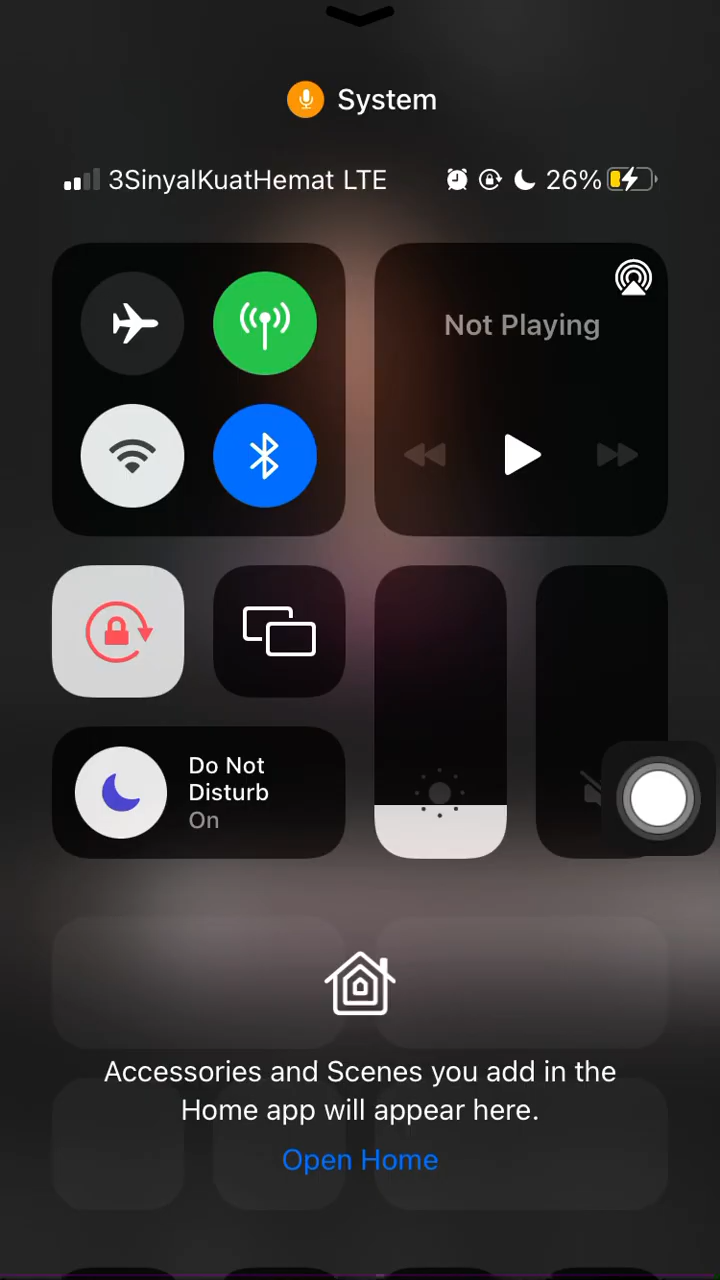 System
3SinyalKuatHemat LTE 26%
Not Playing
Do Not
Disturb
On
Accessories and Scenes you add in the
Home app will appear here.
Open Home